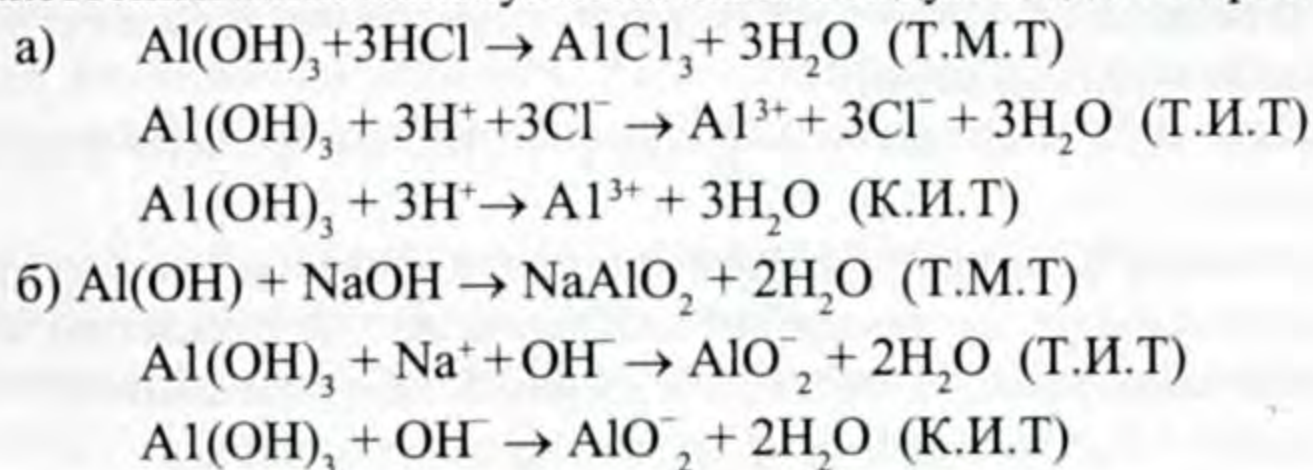 а) Al(OH)₃+3HCl → AlCl₃+ 3H₂O (Т.М.Т)
Al(OH)₃ + 3H⁺+3Cl⁻ → Al³⁺+ 3Cl⁻ + 3H₂O (Т.И.Т)
Al(OH)₃ + 3H⁺→ Al³⁺ + 3H₂O (К.И.Т)
б) Al(OH) + NaOH → NaAlO₂ + 2H₂O (Т.М.Т)
Al(OH)₃ + Na⁺+OH⁻ → AlO⁻₂ + 2H₂O (Т.И.Т)
Al(OH)₃ + OH⁻ → AlO⁻₂ + 2H₂O (К.И.Т)